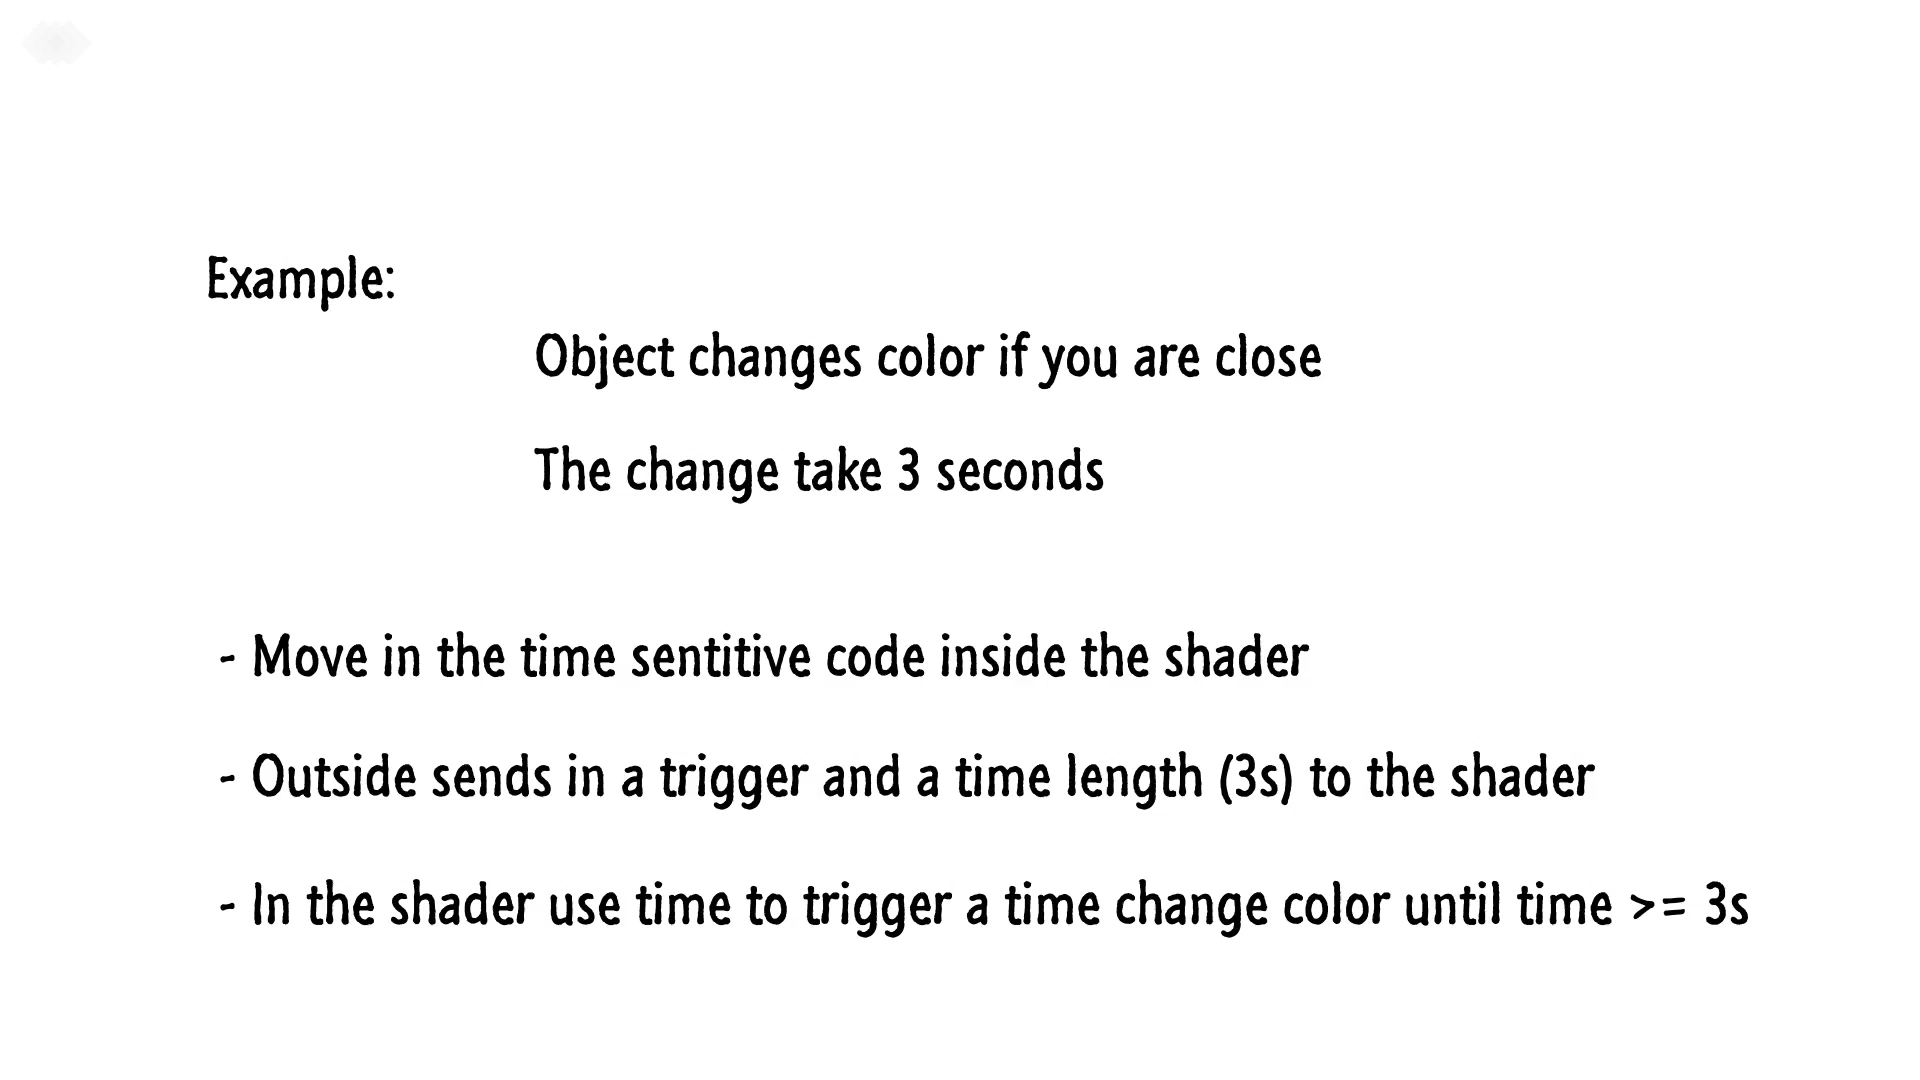 Example:
Object changes color if you are close
The change take 3 seconds
- Move in the time sentitive code inside the shader
- Outside sends in a trigger and a time length (3s) to the shader
- In the shader use time to trigger a time change color until time >= 3s